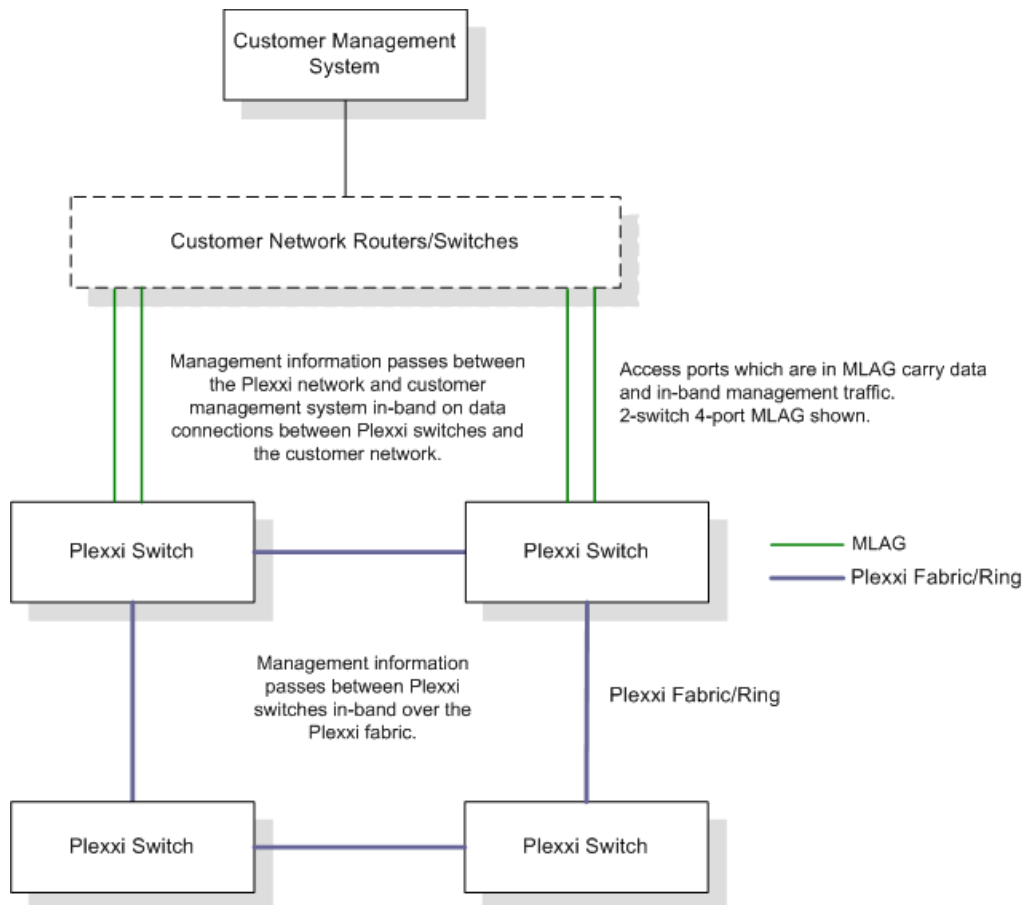 Customer Management
System
Customer Network Routers/Switches
Management information passes between
the Plexxi network and customer
management system in-band on data
connections between Plexxi switches and
the customer network.
Access ports which are in MLAG carry data
and in-band management traffic.
2-switch 4-port MLAG shown.
Plexxi Switch
Plexxi Switch
MLAG
Plexxi Fabric/Ring
Management information
passes between Plexxi
switches in-band over the
Plexxi fabric.
Plexxi Fabric/Ring
Plexxi Switch
Plexxi Switch